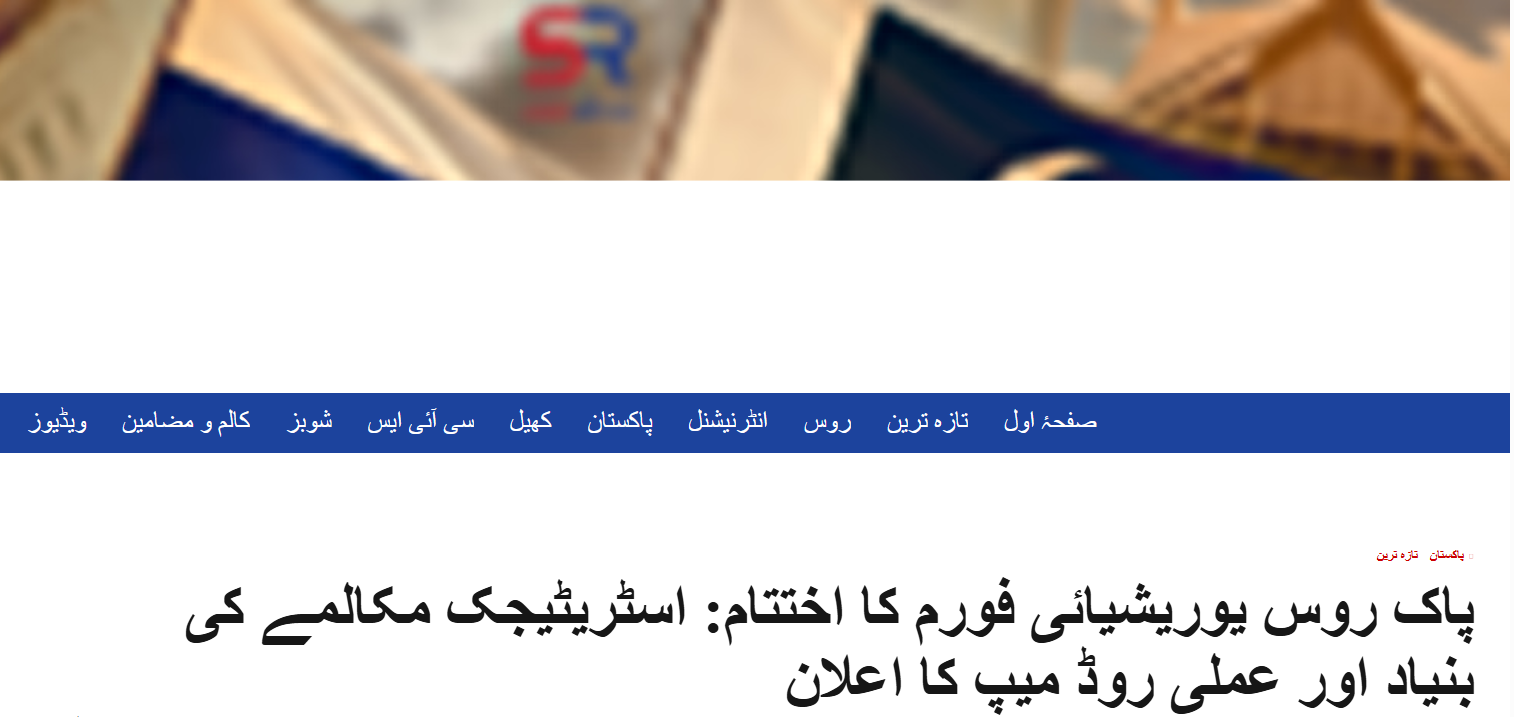 SR
صفحۂ اول تازہ ترین روس انٹرنیشنل پاکستان کھیل سی آئی ایس شوبز کالم و مضامین ویڈیوز
پاکستان تازہ ترین
پاک روس یوریشیائی فورم کا اختتام: اسٹریٹیجک مکالمے کی
بنیاد اور عملی روڈ میپ کا اعلان